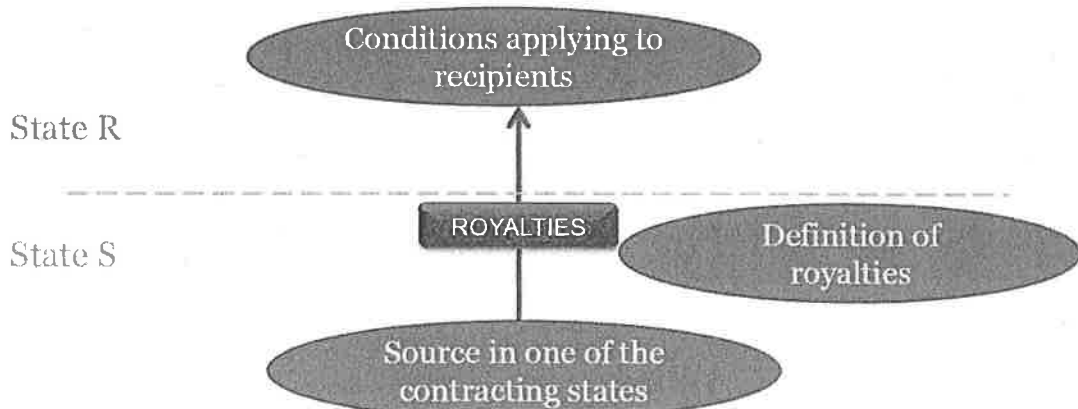 Conditions applying to
recipients
State R
ROYALTIES
State S
Definition of
royalties
Source in one of the
contracting states